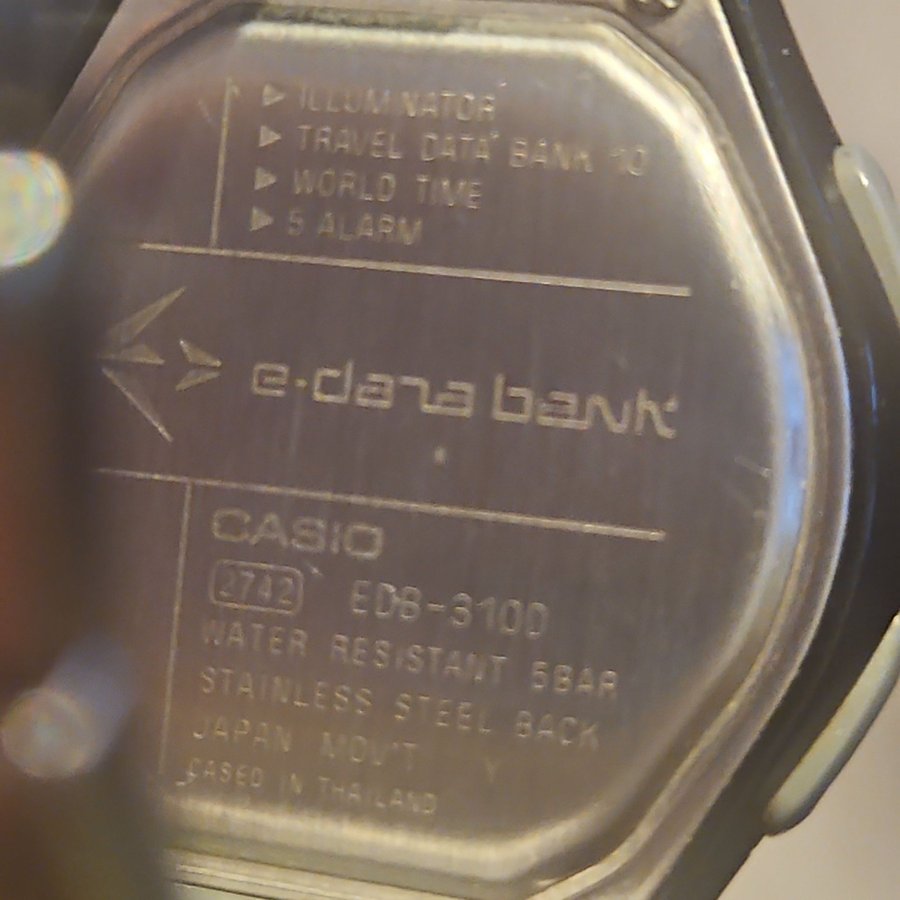 ▶ ILLUMINATOR
▶ TRAVEL DATA BANK 10
▶ WORLD TIME
▶ 5 ALARM
e-data bank
CASIO
2742 EDB-310D
WATER RESISTANT 5BAR
STAINLESS STEEL BACK
JAPAN MOV'T Y
CASED IN THAILAND